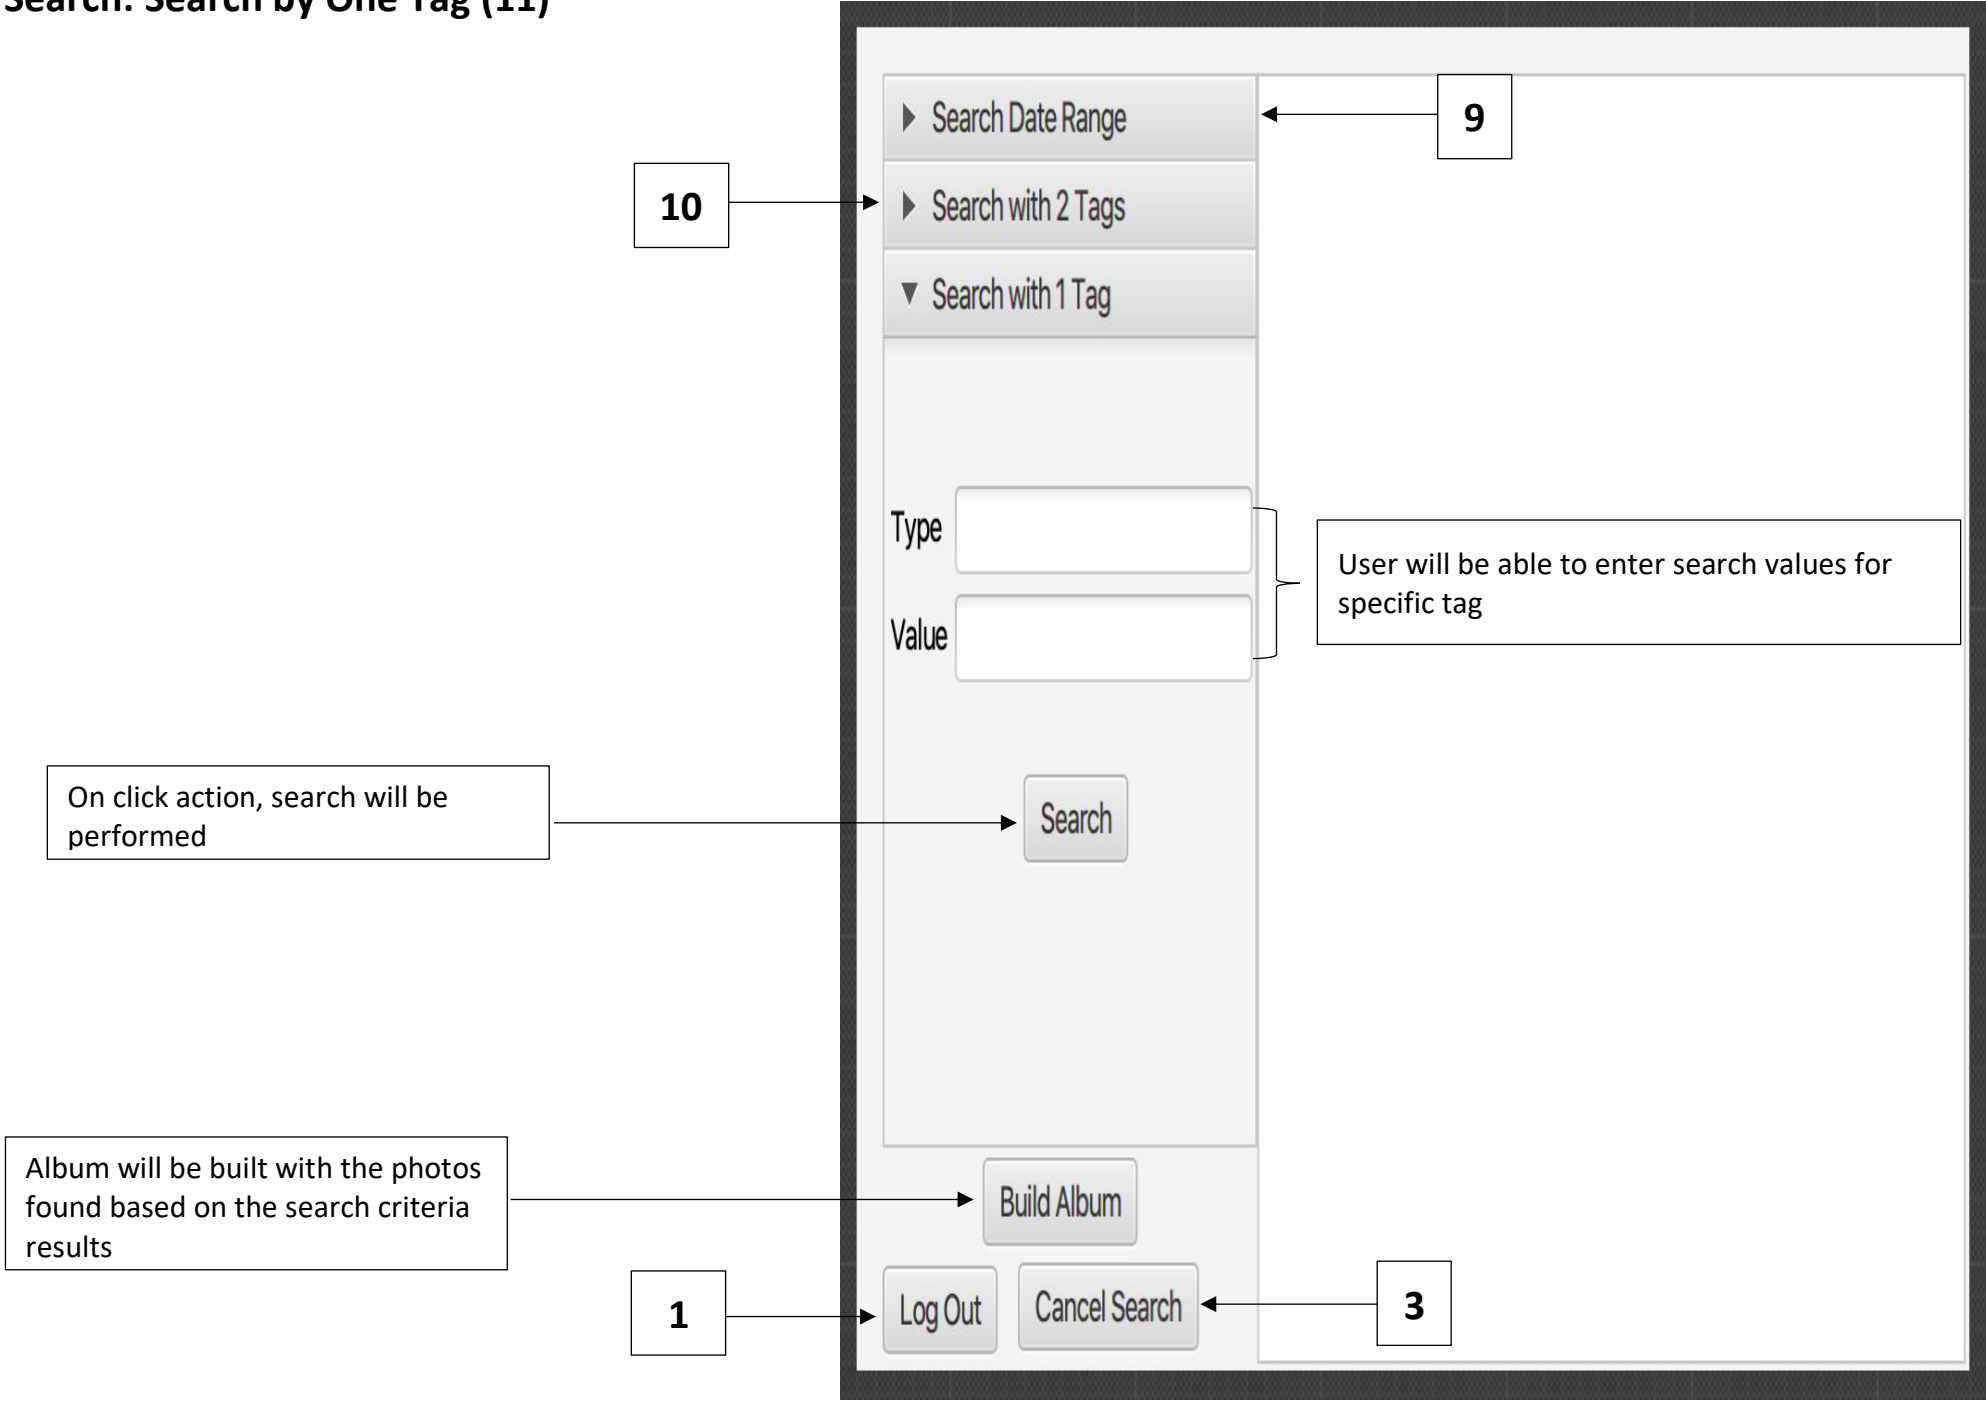 Search: Search by One Tag (11)
Search Date Range
9
10
Search with 2 Tags
Search with 1 Tag
Type
Value
User will be able to enter search values for
specific tag
On click action, search will be
performed
Search
Album will be built with the photos
found based on the search criteria
results
Build Album
1
Log Out
Cancel Search
3